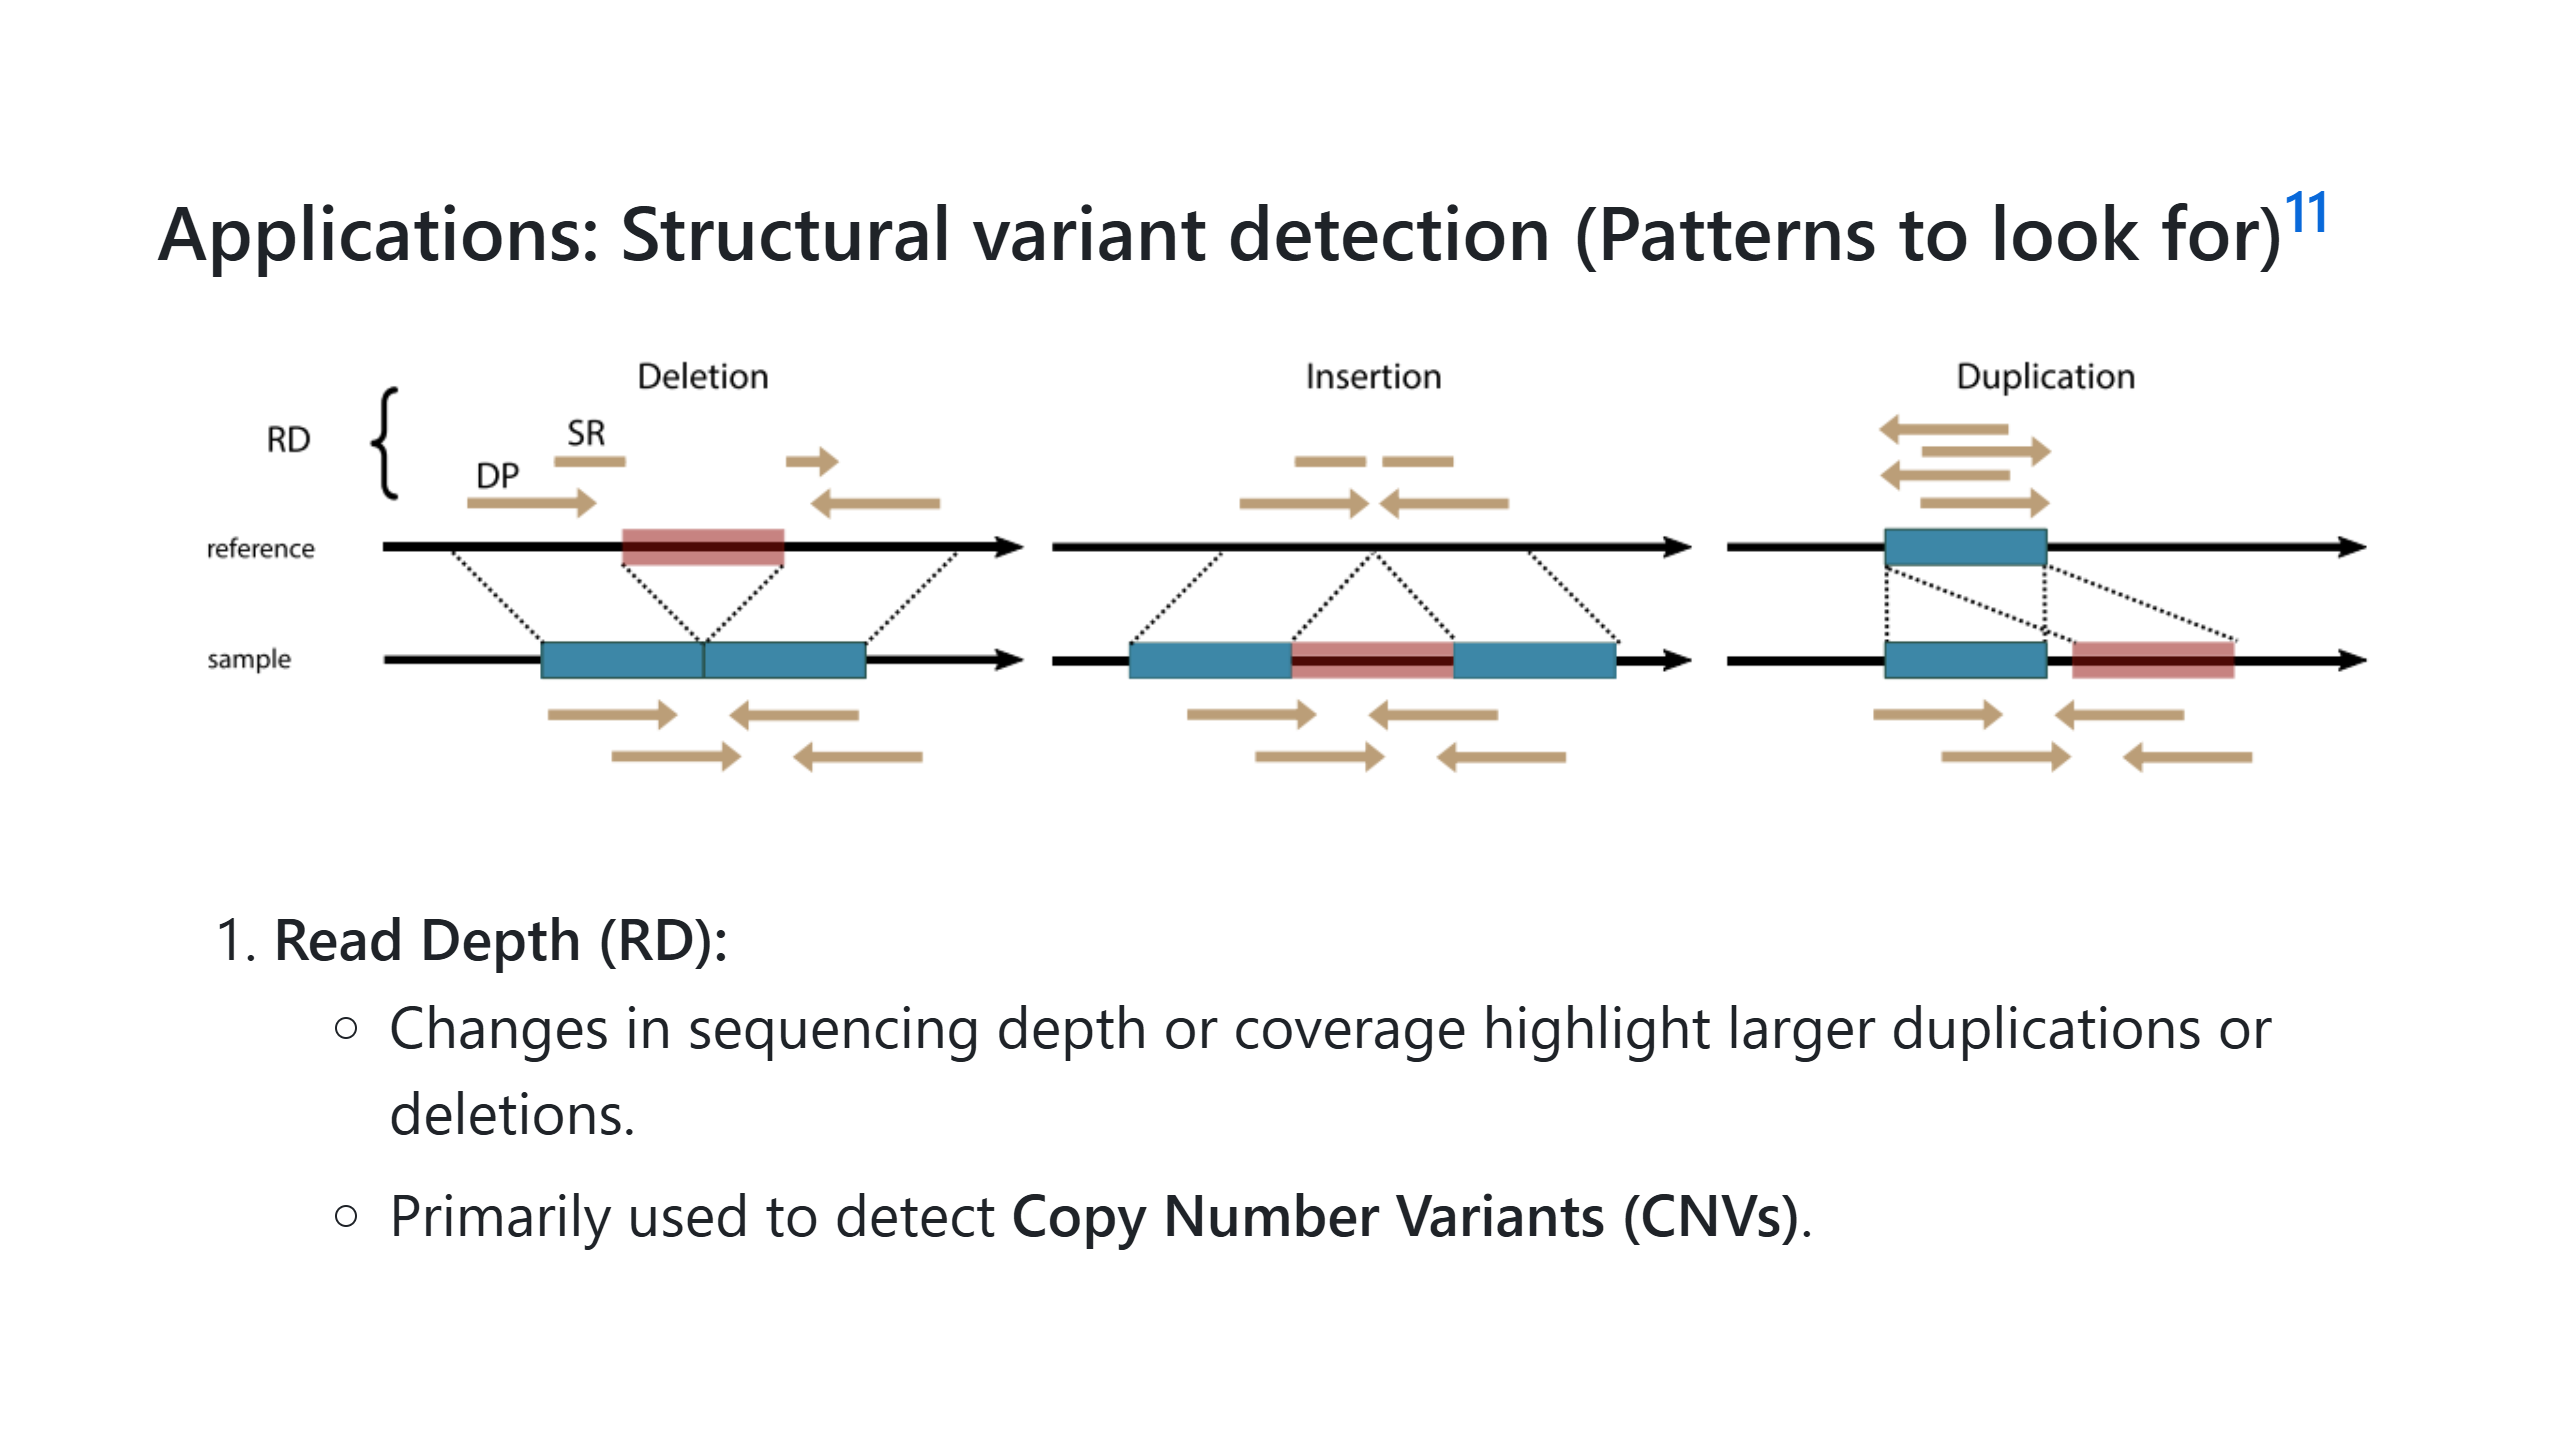 Applications: Structural variant detection (Patterns to look for)11
Deletion
Insertion
Duplication
RD
SR
DP
reference
sample
1. Read Depth (RD):
○ Changes in sequencing depth or coverage highlight larger duplications or
deletions.
○ Primarily used to detect Copy Number Variants (CNVs).